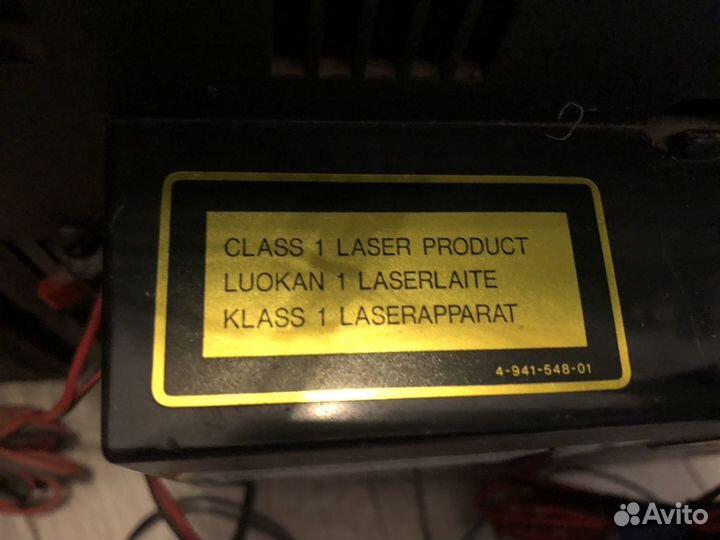 CLASS 1 LASER PRODUCT
LUOKAN 1 LASERLAITE
KLASS 1 LASERAPPARAT
4-941-548-01
Avito